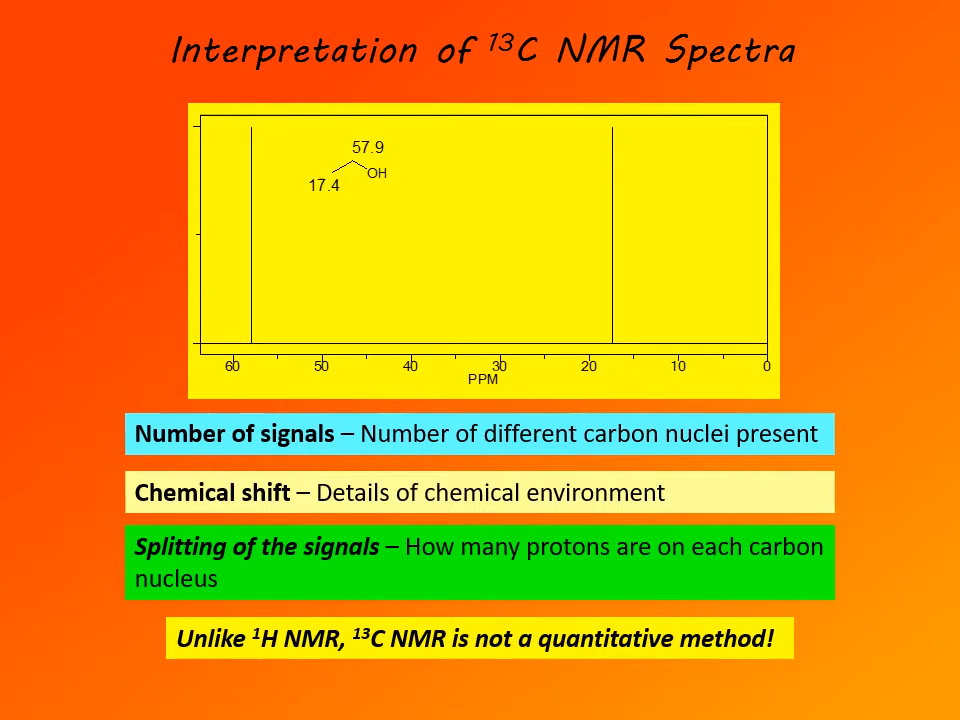 Interpretation of ¹³C NMR Spectra
57.9
OH
17.4
60 50 40 30 20 10 0
PPM
Number of signals – Number of different carbon nuclei present
Chemical shift – Details of chemical environment
Splitting of the signals – How many protons are on each carbon
nucleus
Unlike ¹H NMR, ¹³C NMR is not a quantitative method!